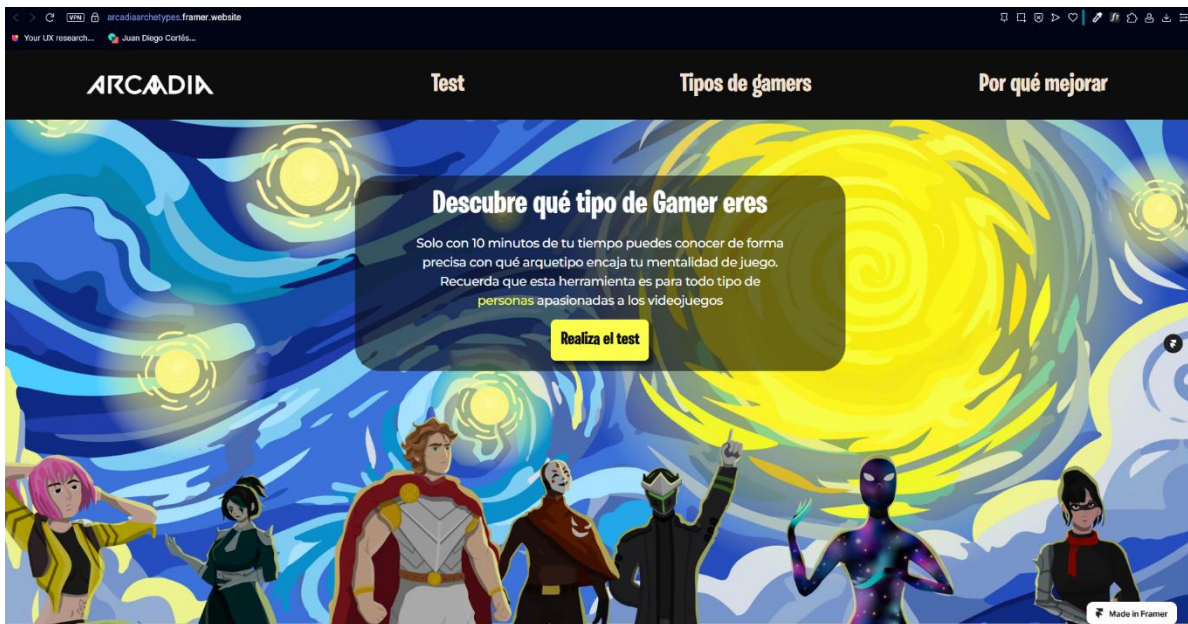 VPN arcadiaarchetypes.framer.website
Your UX research... Juan Diego Cortés...
ARCADIA Test Tipos de gamers Por qué mejorar
Descubre qué tipo de Gamer eres
Solo con 10 minutos de tu tiempo puedes conocer de forma
precisa con qué arquetipo encaja tu mentalidad de juego.
Recuerda que esta herramienta es para todo tipo de
personas apasionadas a los videojuegos
Realiza el test
Made in Framer